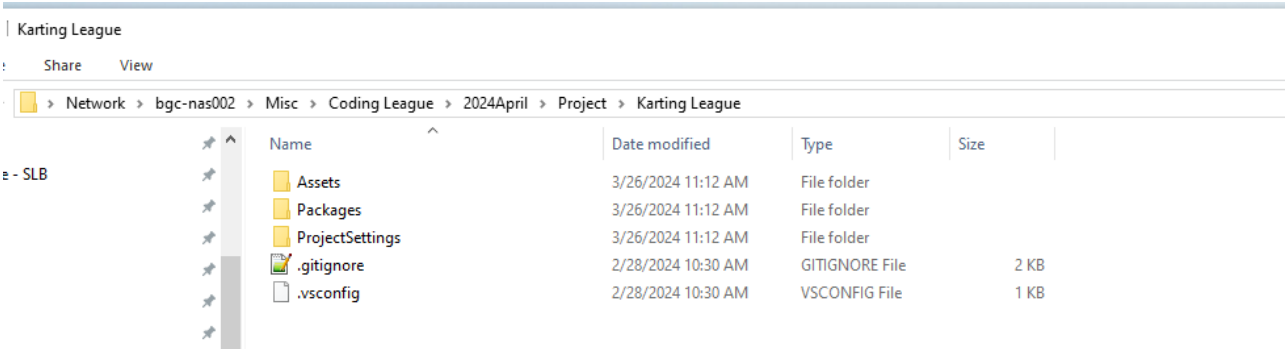 Karting League
Share View
Network > bgc-nas002 > Misc > Coding League > 2024April > Project > Karting League
Name Date modified Type Size
e - SLB
Assets 3/26/2024 11:12 AM File folder
Packages 3/26/2024 11:12 AM File folder
ProjectSettings 3/26/2024 11:12 AM File folder
.gitignore 2/28/2024 10:30 AM GITIGNORE File 2 KB
.vsconfig 2/28/2024 10:30 AM VSCONFIG File 1 KB